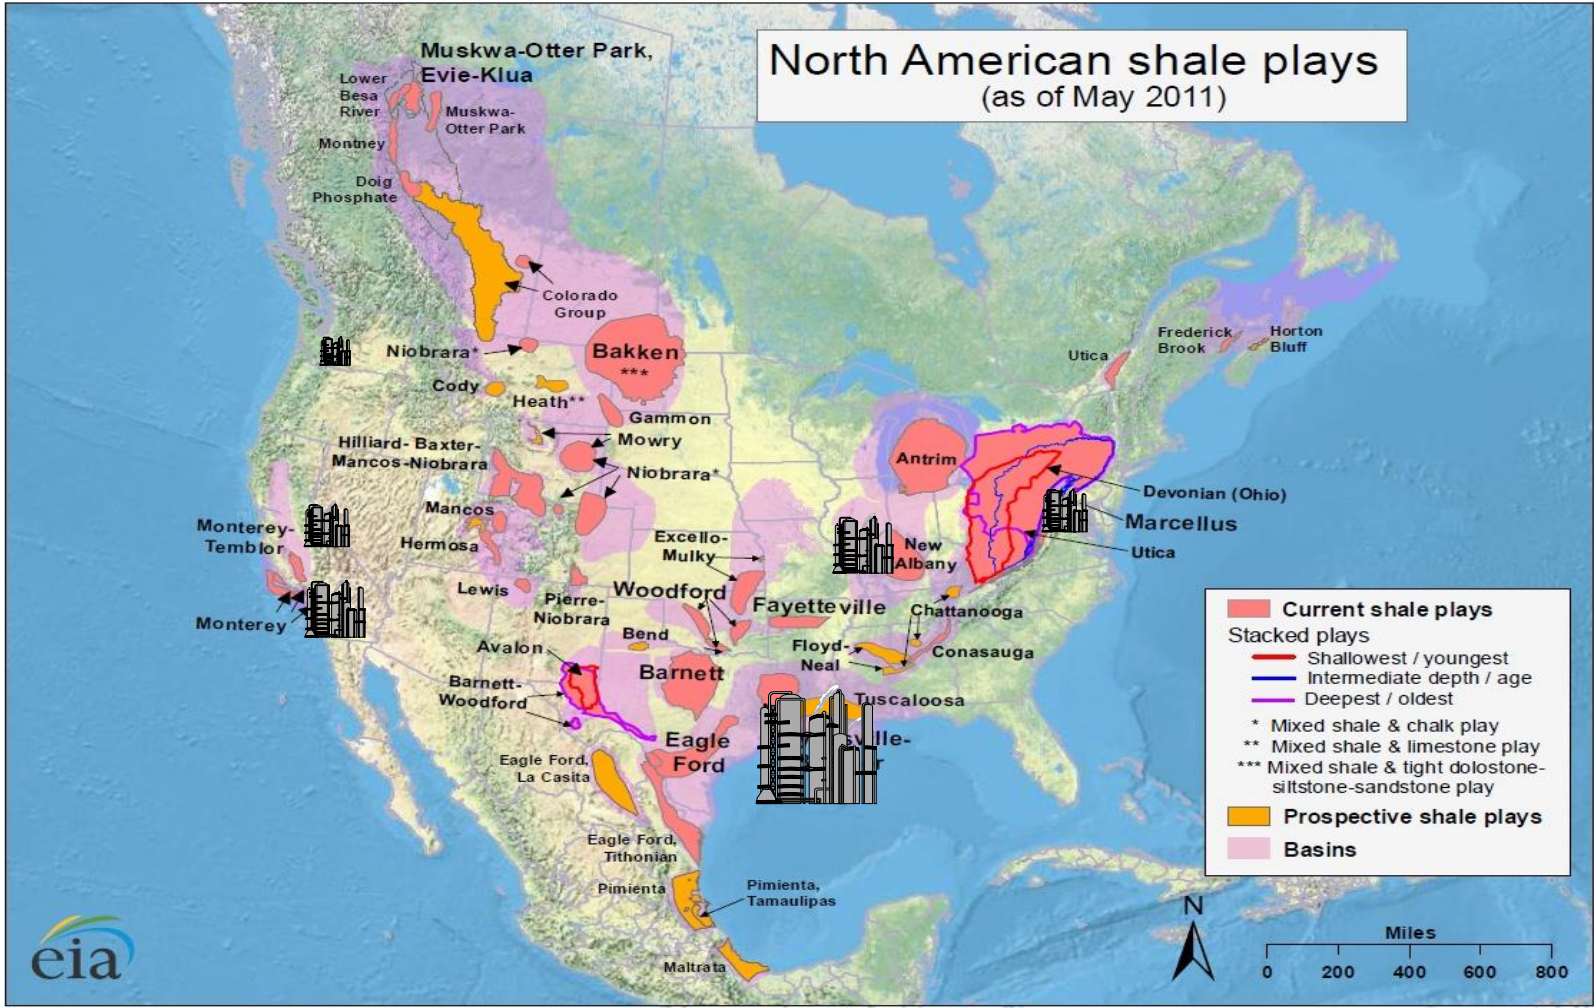 North American shale plays
(as of May 2011)
Muskwa-Otter Park,
Evie-Klua
Lower
Besa
River
Muskwa-
Otter Park
Montney
Doig
Phosphate
Colorado
Group
Niobrara*
Bakken
***
Cody
Heath**
Gammon
Mowry
Hilliard- Baxter-
Mancos-Niobrara
Niobrara*
Mancos
Hermosa
Monterey-
Temblor
Monterey
Lewis
Pierre-
Niobrara
Excello-
Mulky
Woodford
Fayetteville
Bend
Avalon
Barnett
Barnett-
Woodford
Eagle
Ford
Eagle Ford,
La Casita
Eagle Ford,
Tithonian
Pimienta
Pimienta,
Tamaulipas
Maltrata
Antrim
New
Albany
Chattanooga
Floyd-
Neal
Conasauga
Tuscaloosa
sville-
r
Utica
Frederick
Brook
Horton
Bluff
Devonian (Ohio)
Marcellus
Utica
Current shale plays
Stacked plays
Shallowest / youngest
Intermediate depth / age
Deepest / oldest
* Mixed shale & chalk play
** Mixed shale & limestone play
*** Mixed shale & tight dolostone-
siltstone-sandstone play
Prospective shale plays
Basins
N
Miles
0 200 400 600 800
eia